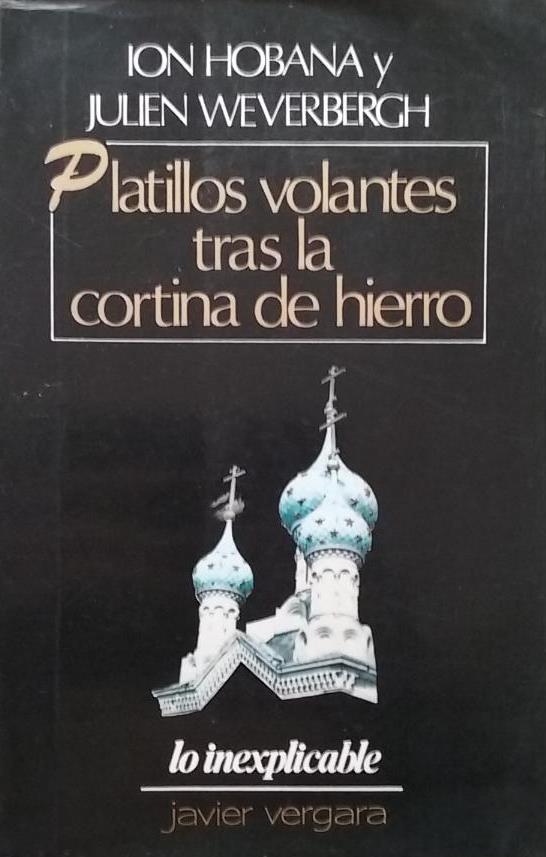 ION HOBANA y
JULIEN WEVERBERGH
Platillos volantes
tras la
cortina de hierro
lo inexplicable
javier vergara